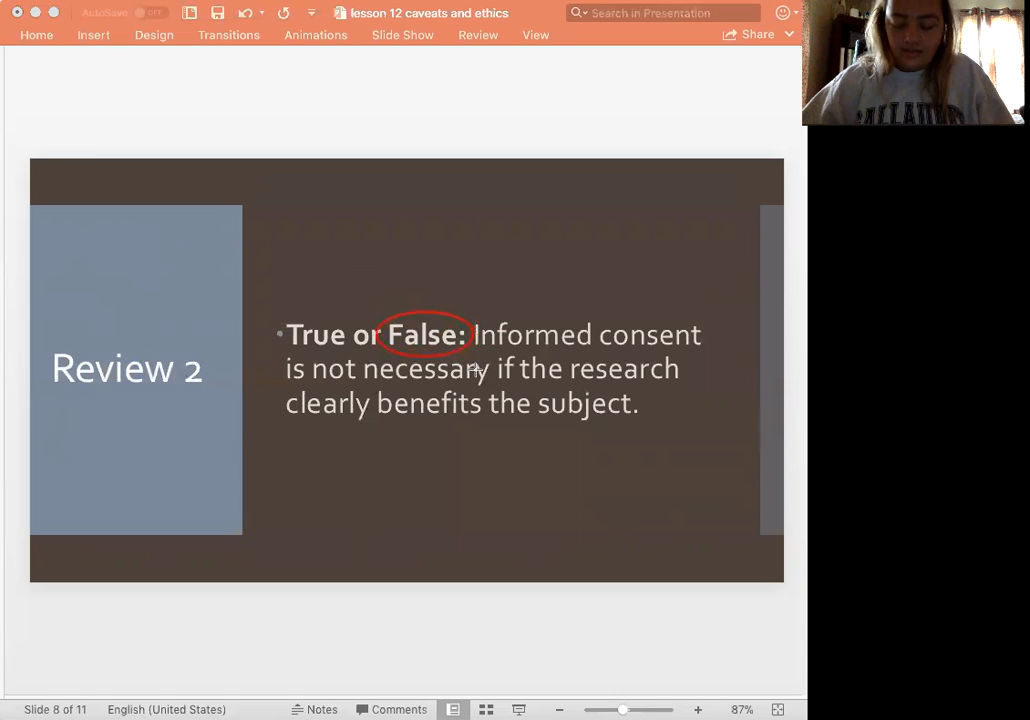 AutoSave OFF
lesson 12 caveats and ethics
Search in Presentation
Home Insert Design Transitions Animations Slide Show Review View Share
Review 2
True or False: Informed consent
is not necessary if the research
clearly benefits the subject.
Slide 8 of 11 English (United States) Notes Comments 87%